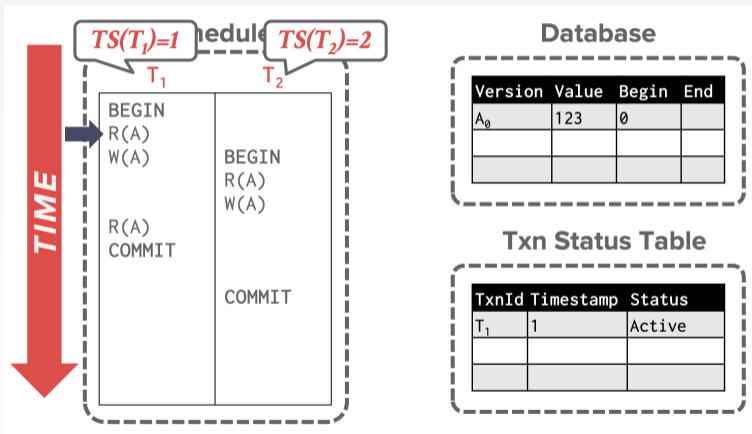 TS(T₁)=1 hedule TS(T₂)=2
T₁ T₂
BEGIN
R(A)
W(A) BEGIN
R(A)
W(A)
R(A)
COMMIT
COMMIT
TIME
Database
Version Value Begin End
A₀ 123 0
Txn Status Table
TxnId Timestamp Status
T₁ 1 Active